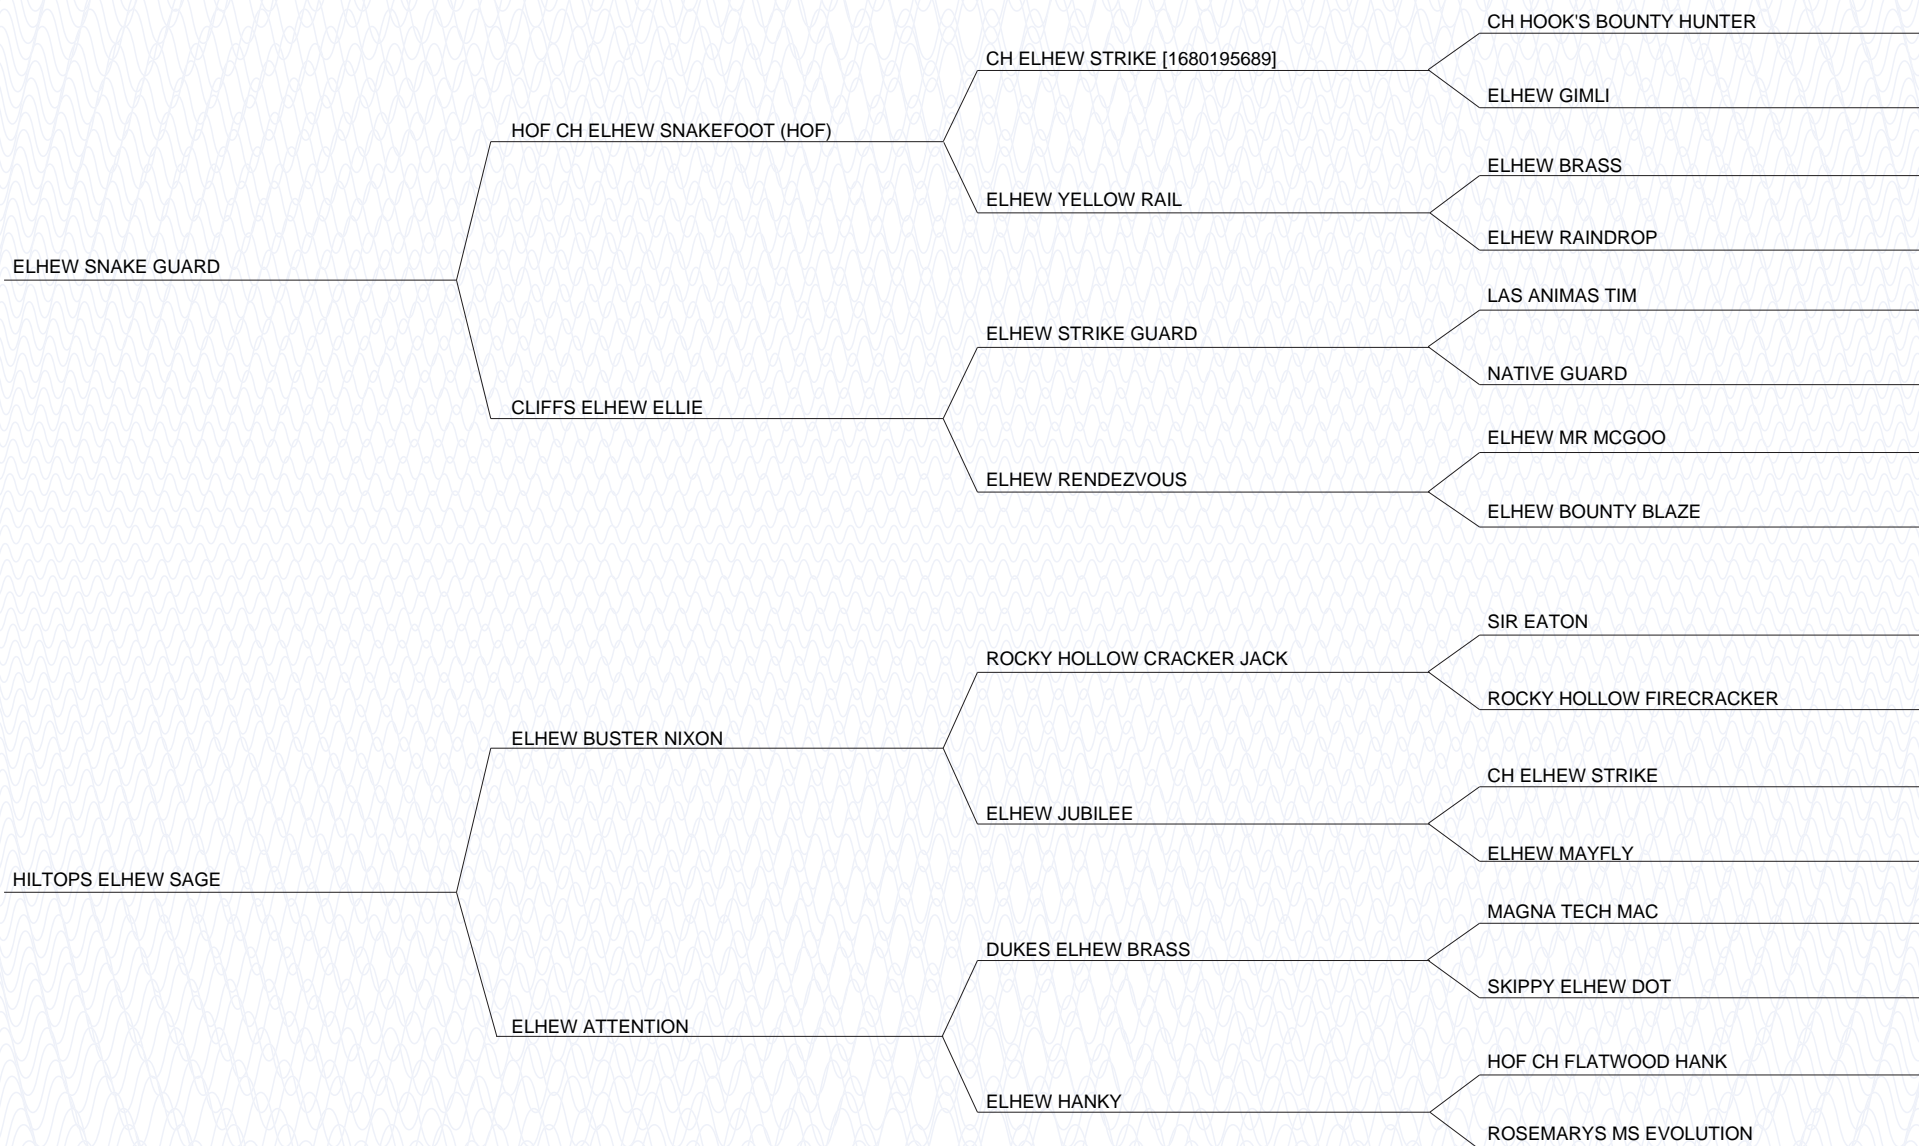 CH HOOK'S BOUNTY HUNTER
CH ELHEW STRIKE [1680195689]
ELHEW GIMLI
HOF CH ELHEW SNAKEFOOT (HOF)
ELHEW BRASS
ELHEW YELLOW RAIL
ELHEW RAINDROP
ELHEW SNAKE GUARD
LAS ANIMAS TIM
ELHEW STRIKE GUARD
NATIVE GUARD
CLIFFS ELHEW ELLIE
ELHEW MR MCGOO
ELHEW RENDEZVOUS
ELHEW BOUNTY BLAZE
SIR EATON
ROCKY HOLLOW CRACKER JACK
ROCKY HOLLOW FIRECRACKER
ELHEW BUSTER NIXON
CH ELHEW STRIKE
ELHEW JUBILEE
ELHEW MAYFLY
HILTOPS ELHEW SAGE
MAGNA TECH MAC
DUKES ELHEW BRASS
SKIPPY ELHEW DOT
ELHEW ATTENTION
HOF CH FLATWOOD HANK
ELHEW HANKY
ROSEMARYS MS EVOLUTION